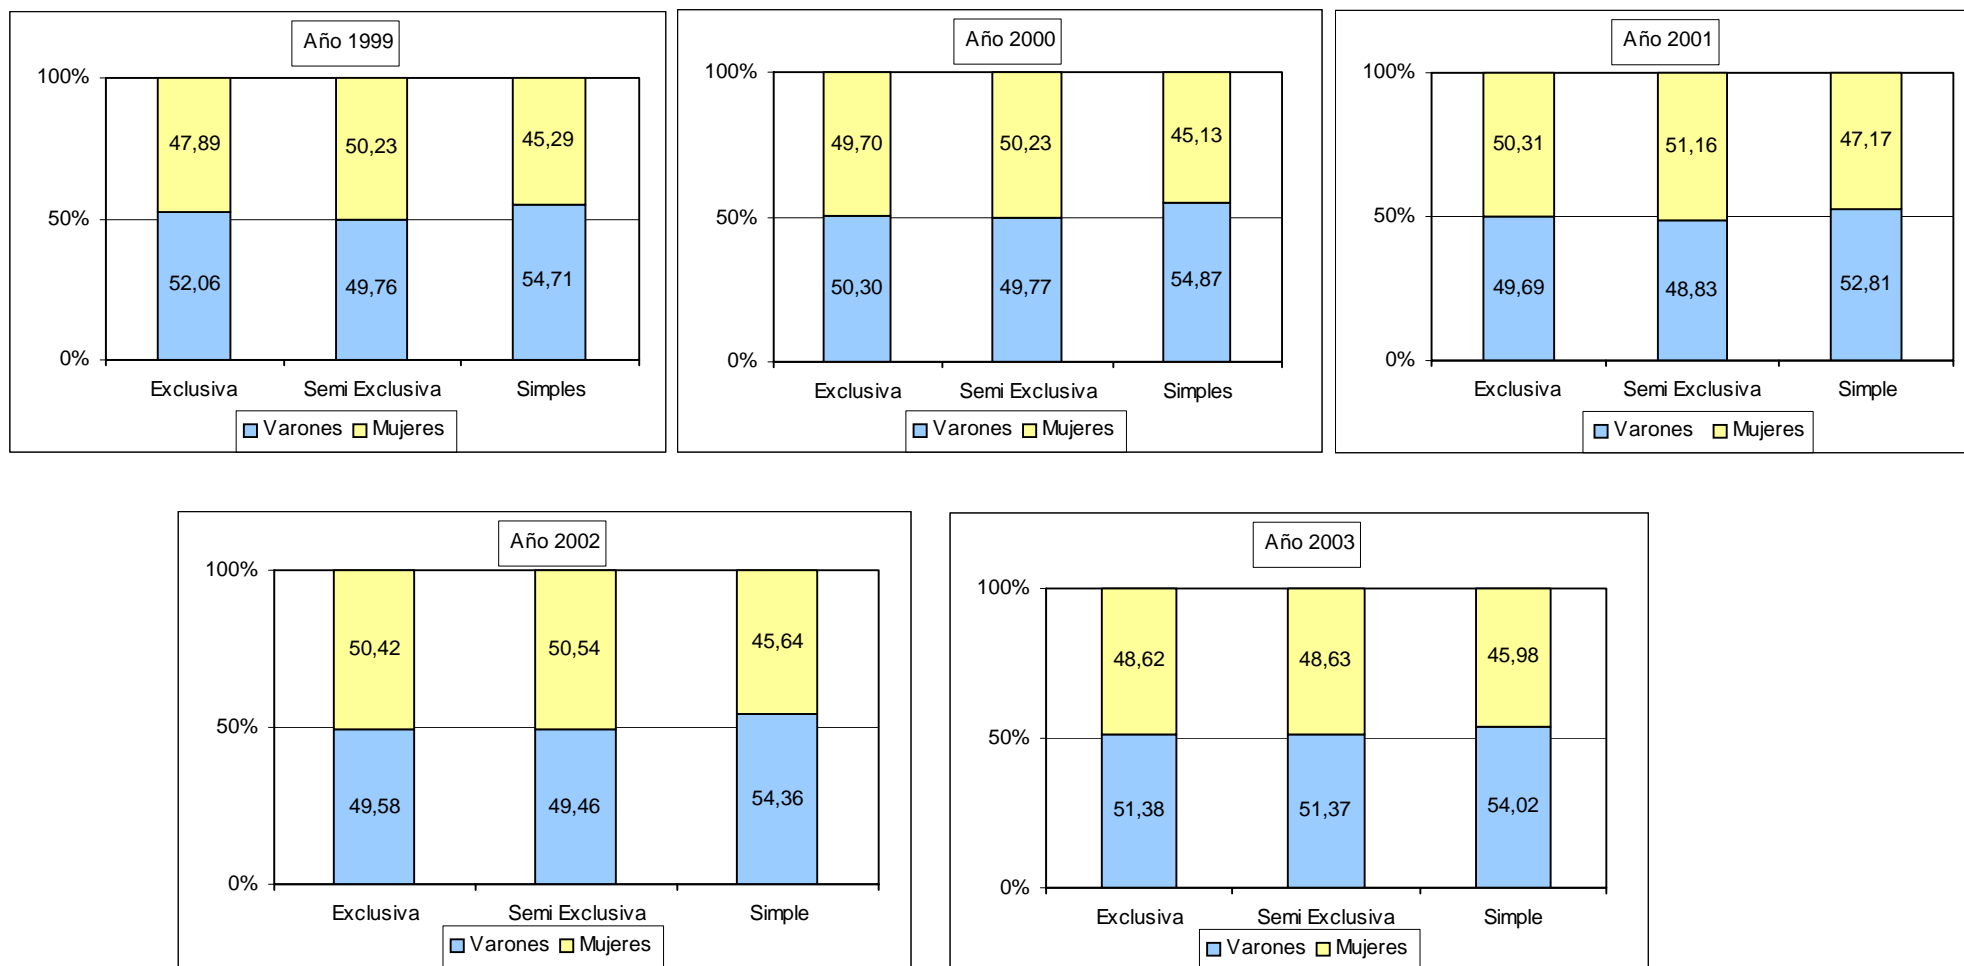 Año 1999
100%
47,89 50,23 45,29
50%
52,06 49,76 54,71
0%
Exclusiva Semi Exclusiva Simples
Varones Mujeres
Año 2000
100%
49,70 50,23 45,13
50%
50,30 49,77 54,87
0%
Exclusiva Semi Exclusiva Simples
Varones Mujeres
Año 2001
100%
50,31 51,16 47,17
50%
49,69 48,83 52,81
0%
Exclusiva Semi Exclusiva Simple
Varones Mujeres
Año 2002
100%
50,42 50,54 45,64
50%
49,58 49,46 54,36
0%
Exclusiva Semi Exclusiva Simple
Varones Mujeres
Año 2003
100%
48,62 48,63 45,98
50%
51,38 51,37 54,02
0%
Exclusiva Semi Exclusiva Simple
Varones Mujeres